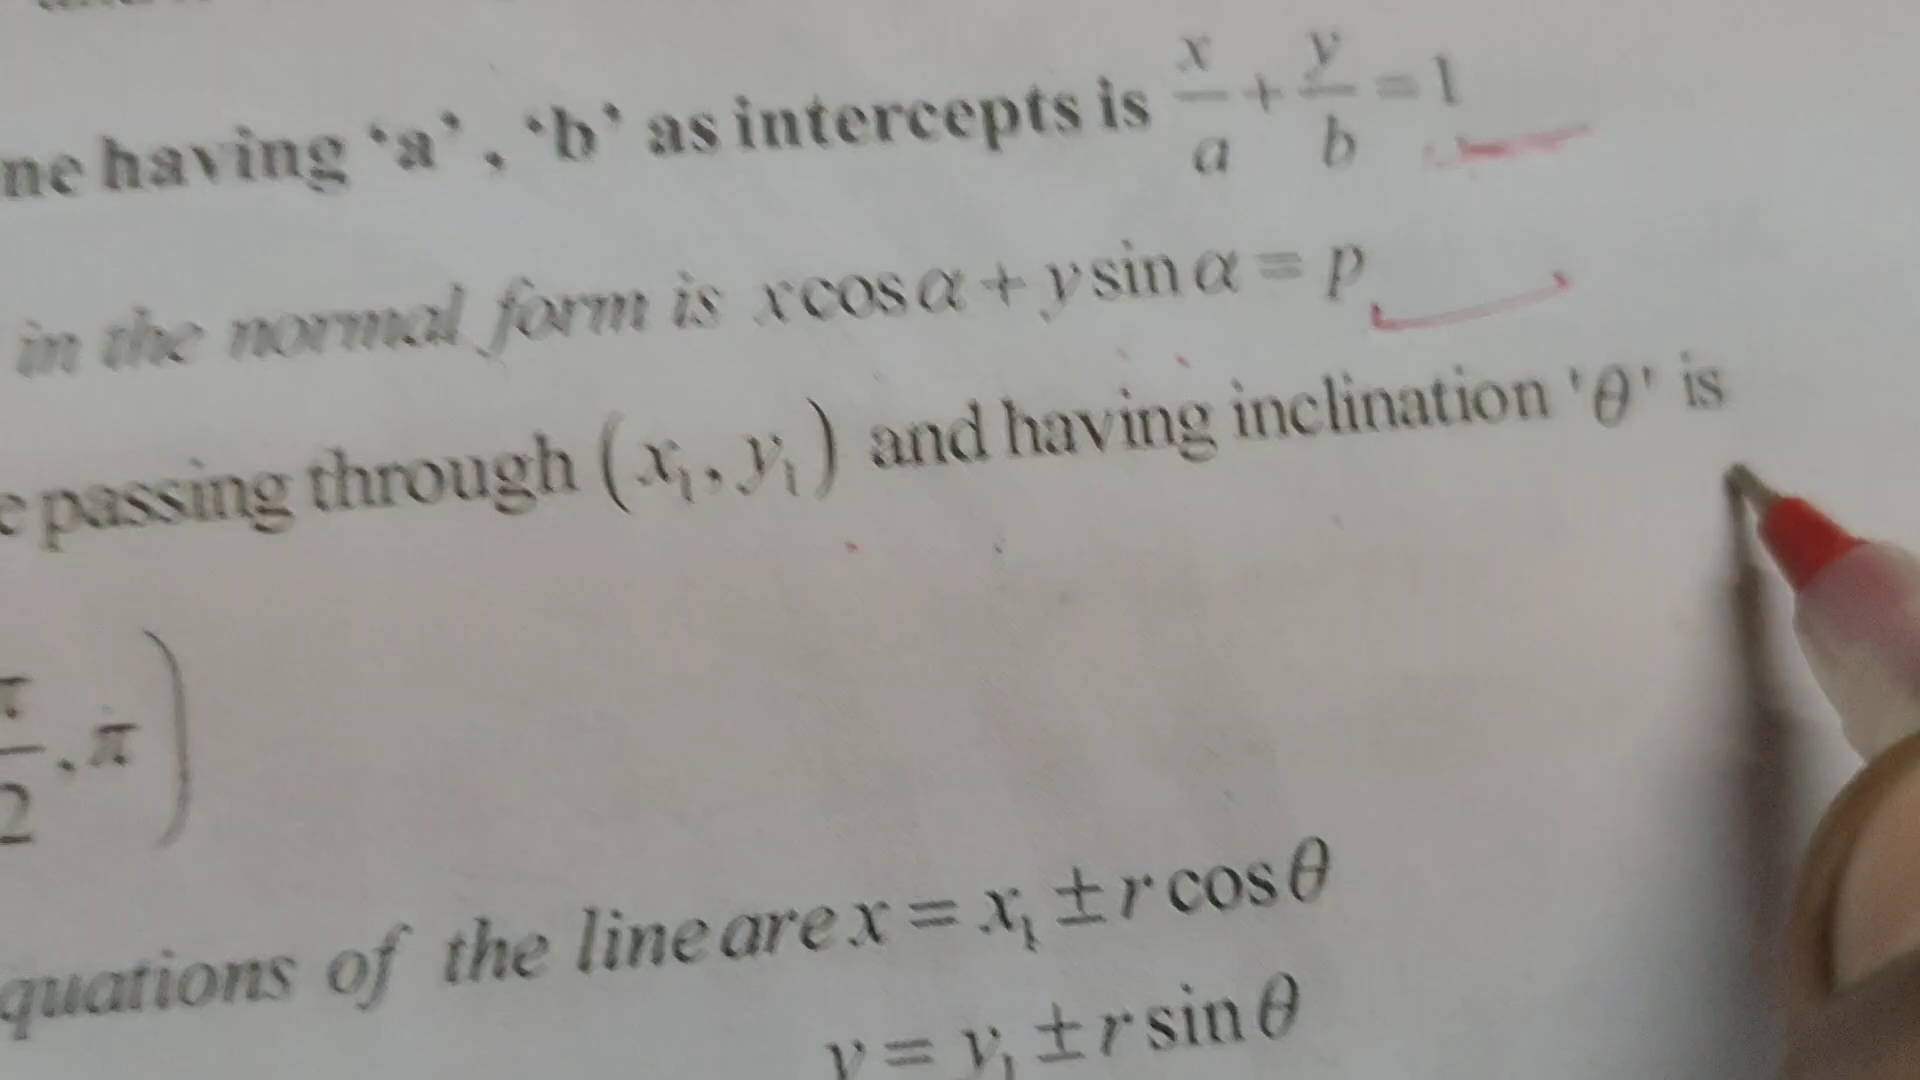 ne having 'a', 'b' as intercepts is x/a + y/b = 1
in the normal form is x cos α + y sin α = p
e passing through (x₁, y₁) and having inclination 'θ' is
π/2, π)
quations of the line are x = x₁ ± r cos θ
y = y₁ ± r sin θ